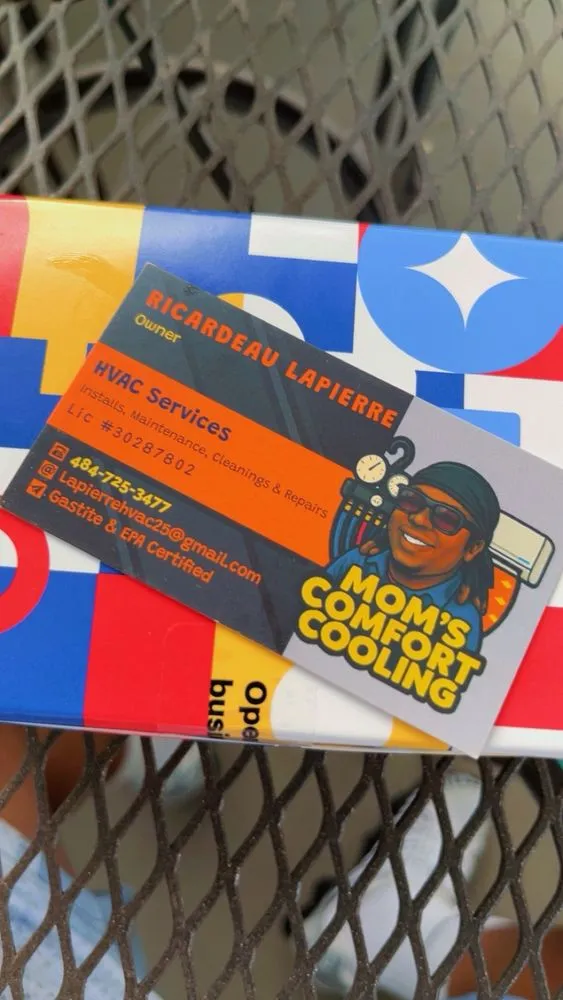 RICARDEAU LAPIERRE
Owner
HVAC Services
Installs, Maintenance, Cleanings & Repairs
Lic #30287802
484-725-3477
Lapierrehvac25@gmail.com
Gastite & EPA Certified
MOM'S
COMFORT
COOLING
Ope
busi